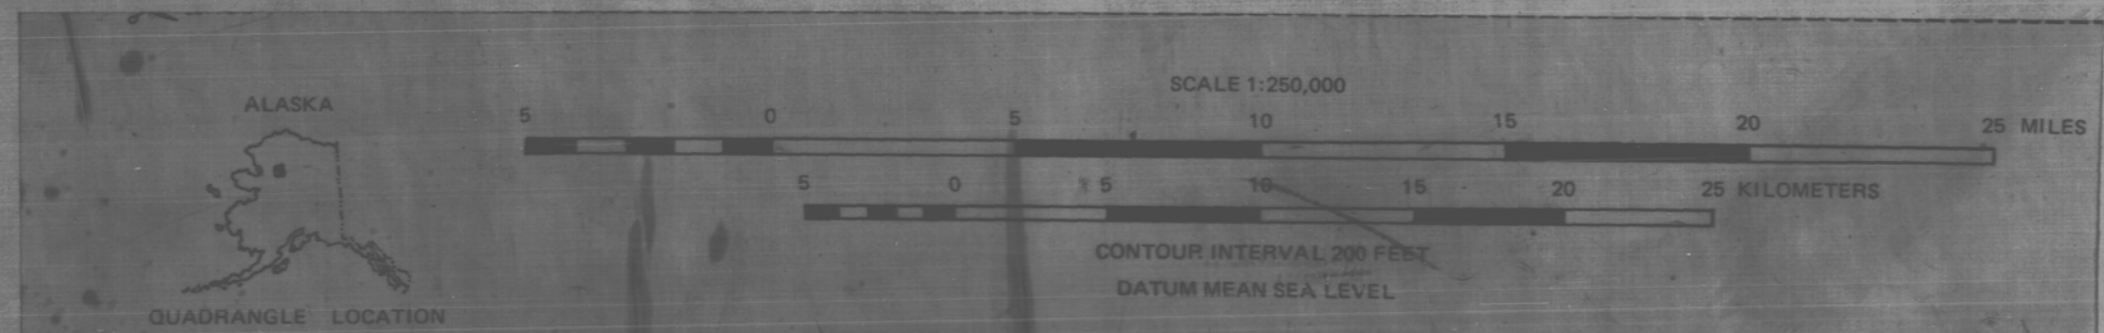 SCALE 1:250,000
ALASKA
5 0 5 10 15 20 25 MILES
5 0 5 10 15 20 25 KILOMETERS
CONTOUR INTERVAL 200 FEET
DATUM MEAN SEA LEVEL
QUADRANGLE LOCATION